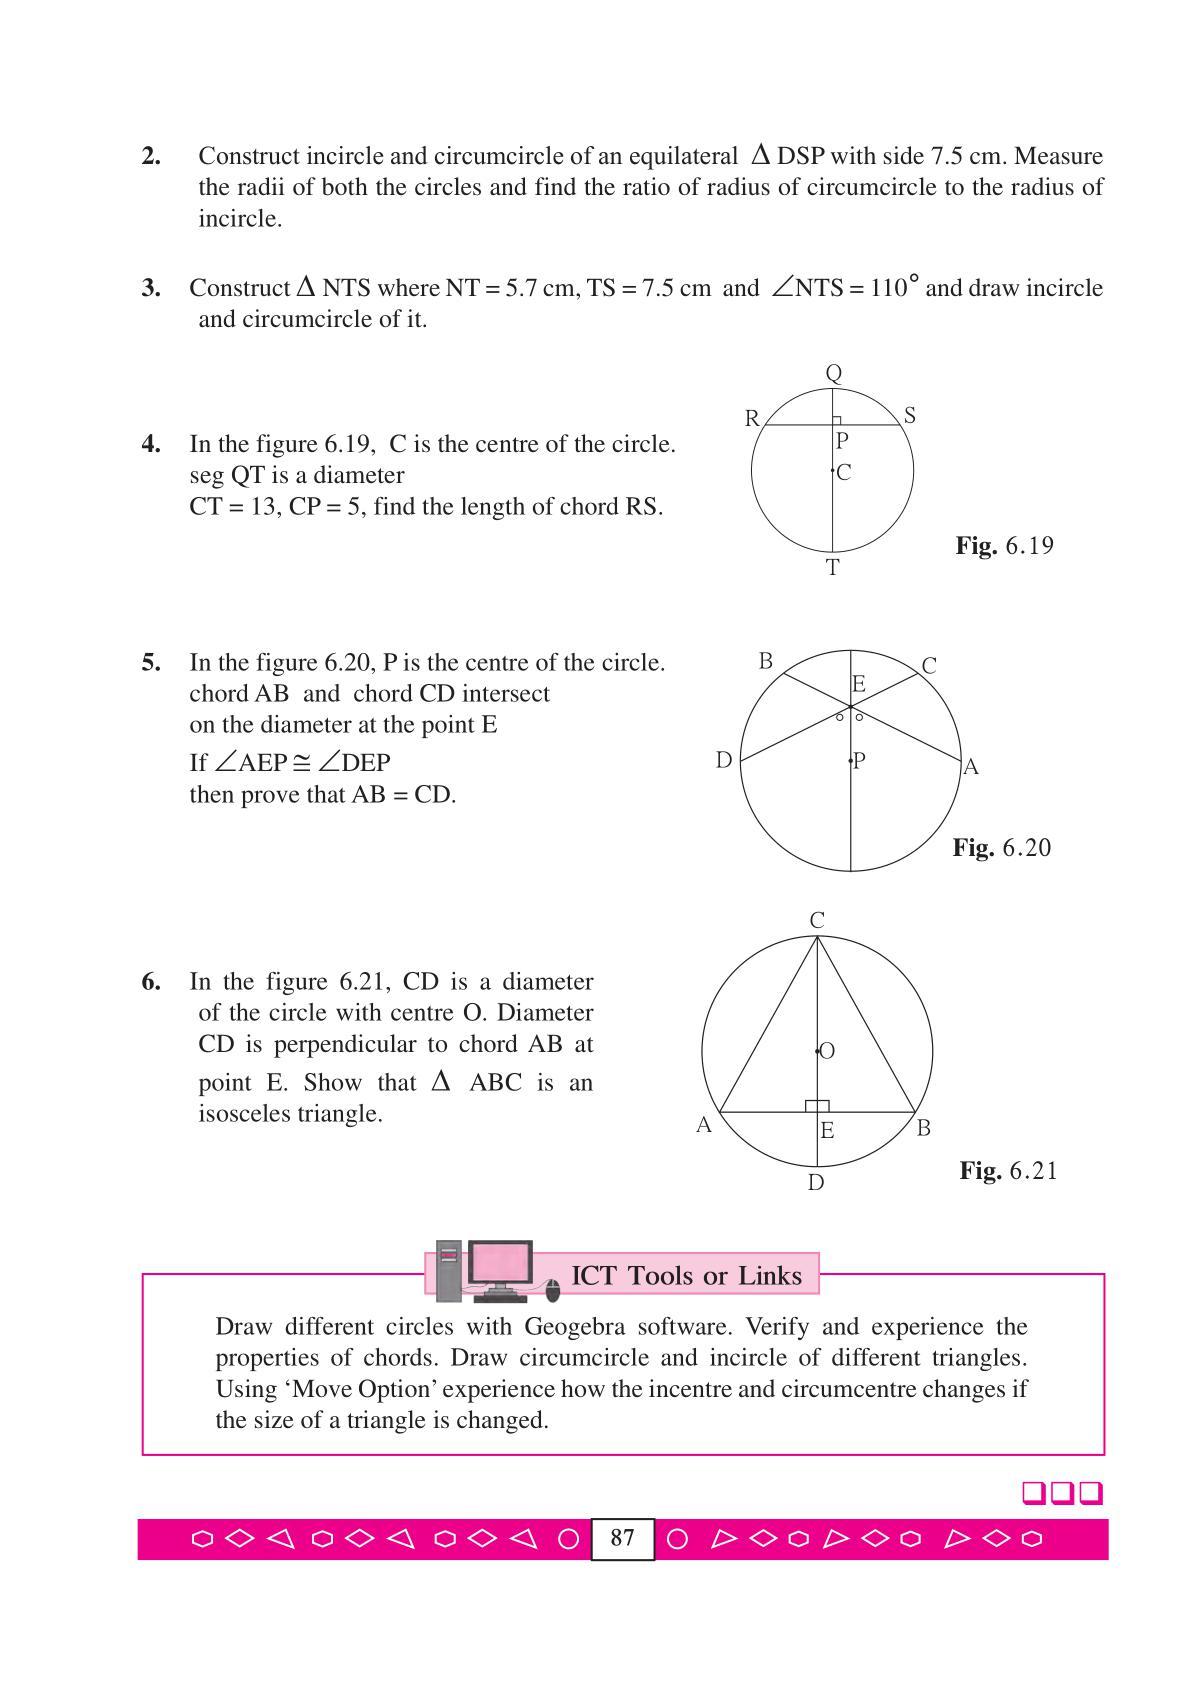 2. Construct incircle and circumcircle of an equilateral Δ DSP with side 7.5 cm. Measure
the radii of both the circles and find the ratio of radius of circumcircle to the radius of
incircle.
3. Construct Δ NTS where NT = 5.7 cm, TS = 7.5 cm and ∠NTS = 110° and draw incircle
and circumcircle of it.
4. In the figure 6.19, C is the centre of the circle.
seg QT is a diameter
CT = 13, CP = 5, find the length of chord RS.
Q
R
S
P
C
T
Fig. 6.19
5. In the figure 6.20, P is the centre of the circle.
chord AB and chord CD intersect
on the diameter at the point E
If ∠AEP ≅ ∠DEP
then prove that AB = CD.
B
C
E
D
P
A
Fig. 6.20
6. In the figure 6.21, CD is a diameter
of the circle with centre O. Diameter
CD is perpendicular to chord AB at
point E. Show that Δ ABC is an
isosceles triangle.
C
O
A
E
B
D
Fig. 6.21
ICT Tools or Links
Draw different circles with Geogebra software. Verify and experience the
properties of chords. Draw circumcircle and incircle of different triangles.
Using ‘Move Option’ experience how the incentre and circumcentre changes if
the size of a triangle is changed.
87